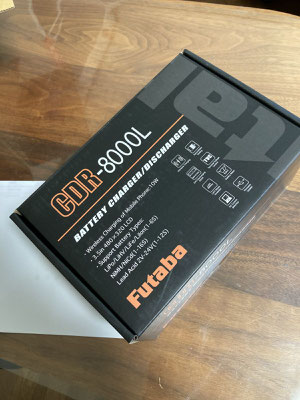 CDR-8000L
BATTERY CHARGER/DISCHARGER
- Wireless Charging of Mobile Phone:10W
- 3.5in 480×320 LCD
- Support Battery Types:
LiPo/LiHV/LiFe/Lilon(1-6S)
NiMH/NiCd(1-16S)
Lead Acid 2V-24V(1-12S)
Futaba